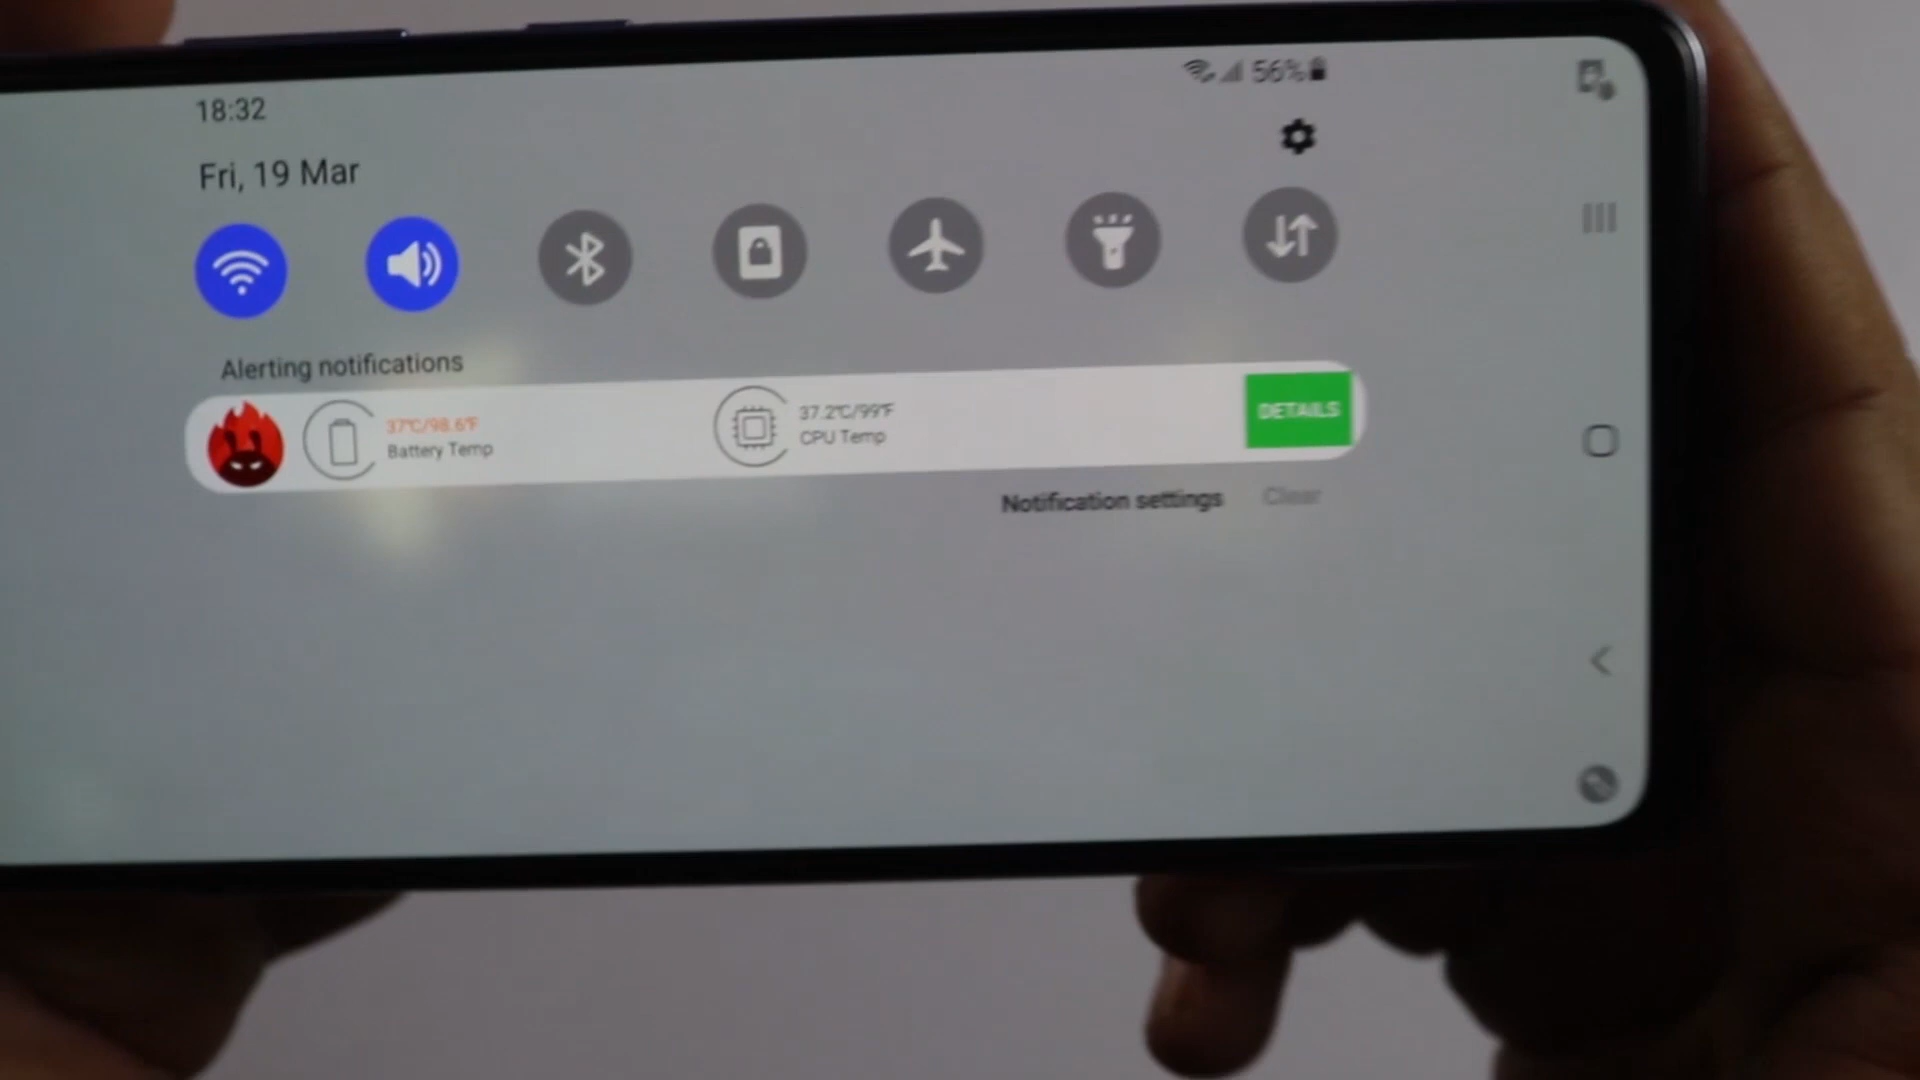 18:32
56%
Fri, 19 Mar
Alerting notifications
37℃/98.6℉
Battery Temp
37.2℃/99℉
CPU Temp
DETAILS
Notification settings
Clear